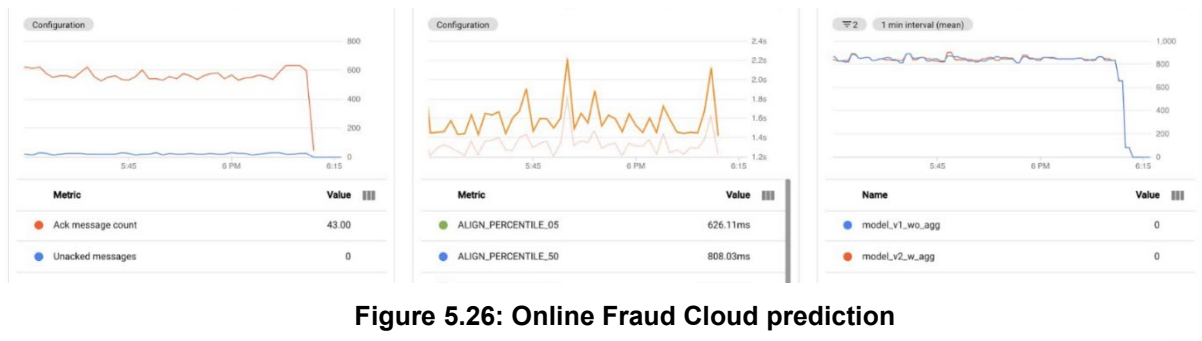 Configuration
800
600
400
200
0
5:45 6 PM 6:15
Metric Value
Ack message count 43.00
Unacked messages 0
Configuration
2.4s
2.2s
2.0s
1.8s
1.6s
1.4s
1.2s
5:45 6 PM 6:15
Metric Value
ALIGN_PERCENTILE_05 626.11ms
ALIGN_PERCENTILE_50 808.03ms
2 1 min interval (mean)
1,000
800
600
400
200
0
5:45 6 PM 6:15
Name Value
model_v1_wo_agg 0
model_v2_w_agg 0
Figure 5.26: Online Fraud Cloud prediction